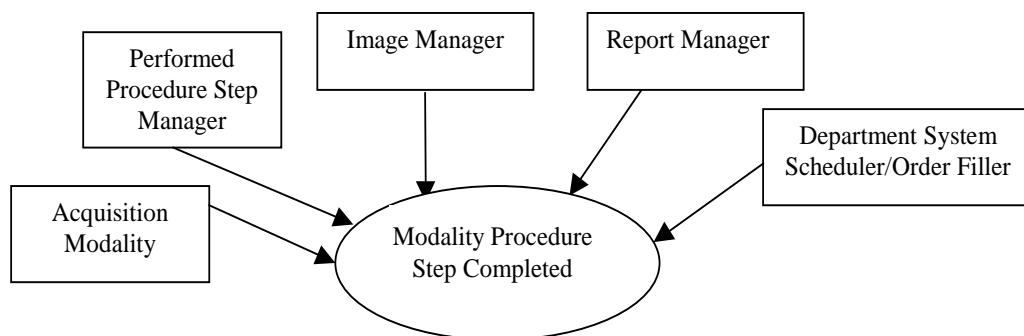 Performed
Procedure Step
Manager
Image Manager
Report Manager
Department System
Scheduler/Order Filler
Acquisition
Modality
Modality Procedure
Step Completed